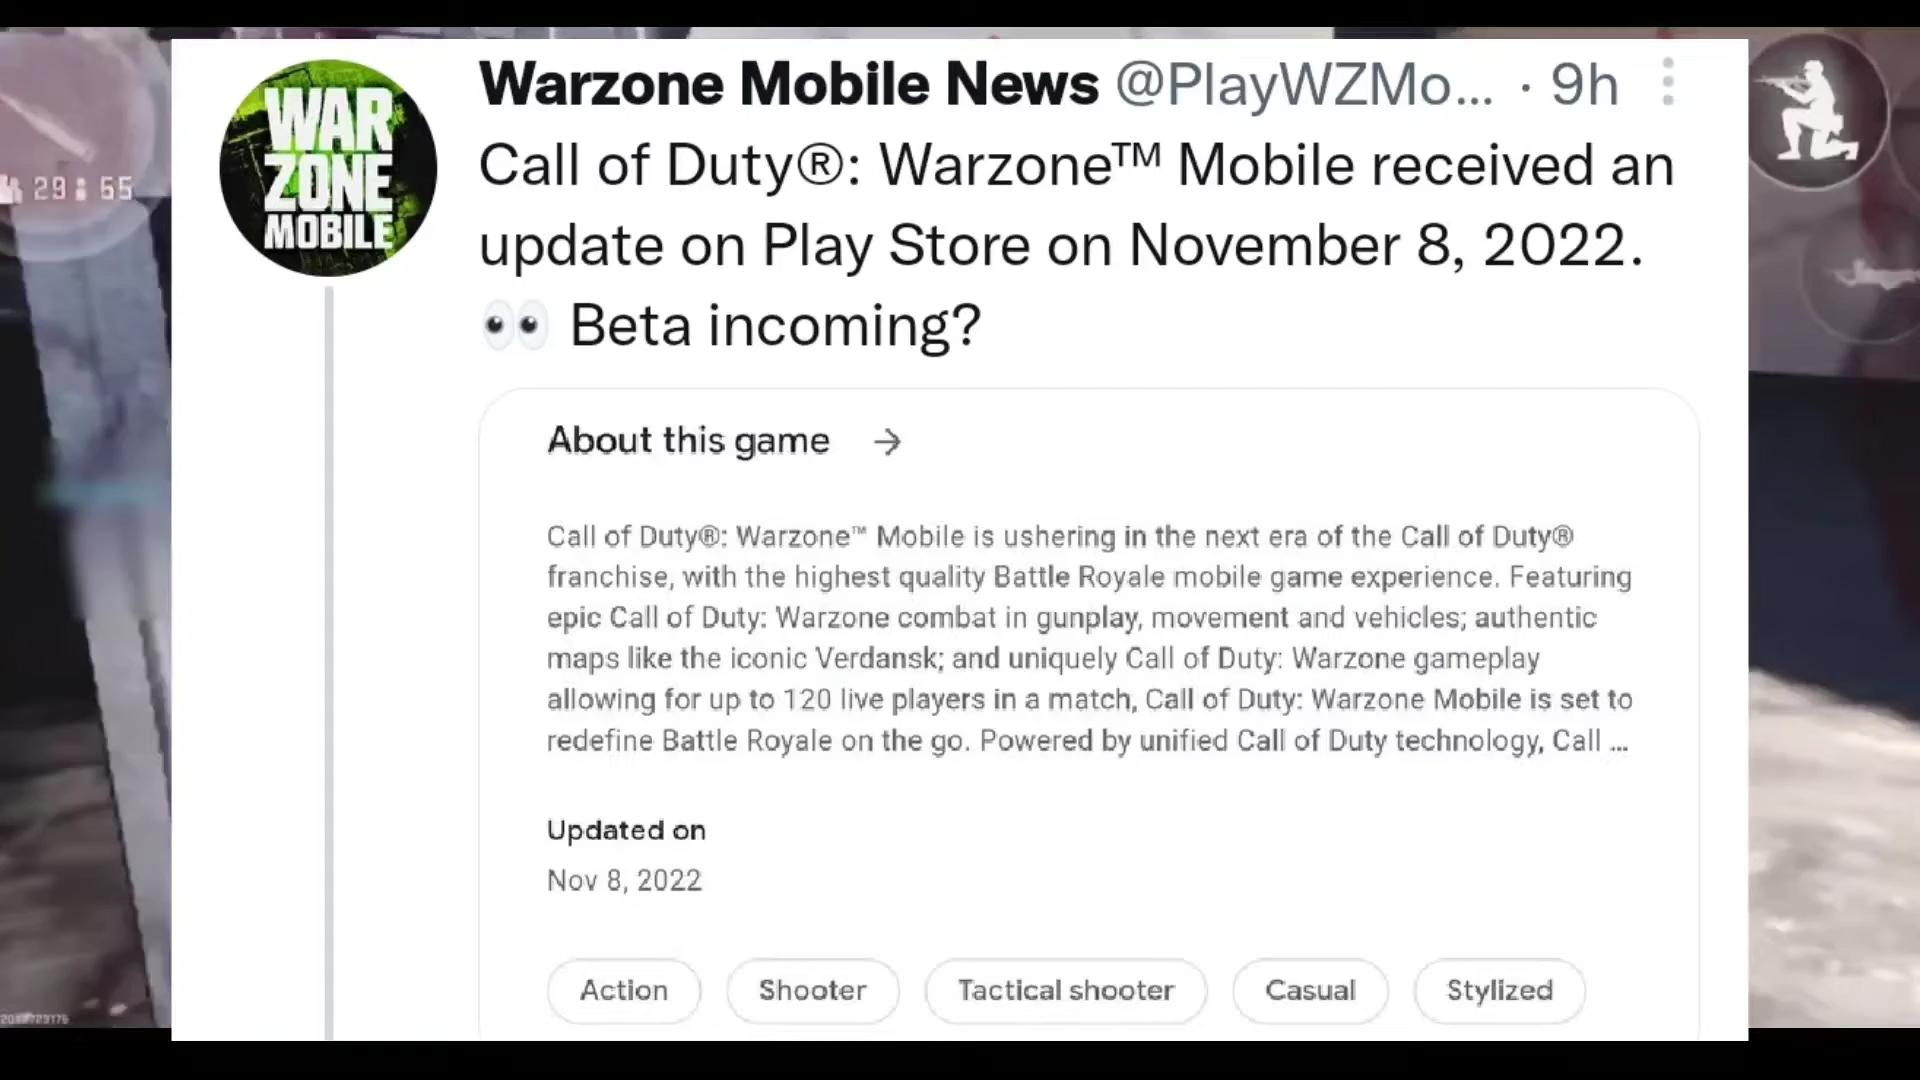 WAR
ZONE
MOBILE
Warzone Mobile News @PlayWZMo... · 9h
Call of Duty®: Warzone™ Mobile received an
update on Play Store on November 8, 2022.
👀 Beta incoming?
29 55
About this game →
Call of Duty®: Warzone™ Mobile is ushering in the next era of the Call of Duty®
franchise, with the highest quality Battle Royale mobile game experience. Featuring
epic Call of Duty: Warzone combat in gunplay, movement and vehicles; authentic
maps like the iconic Verdansk; and uniquely Call of Duty: Warzone gameplay
allowing for up to 120 live players in a match, Call of Duty: Warzone Mobile is set to
redefine Battle Royale on the go. Powered by unified Call of Duty technology, Call ...
Updated on
Nov 8, 2022
Action
Shooter
Tactical shooter
Casual
Stylized